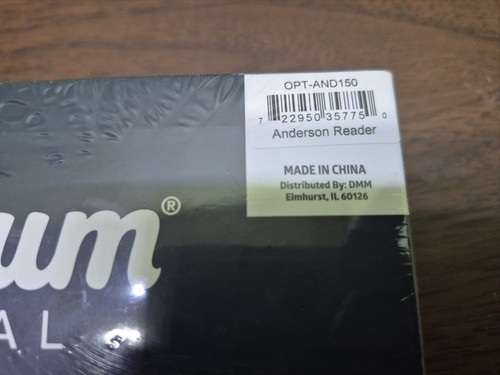 OPT-AND150
7 22950 35775 0
Anderson Reader
MADE IN CHINA
Distributed By: DMM
Elmhurst, IL 60126
um®
AL